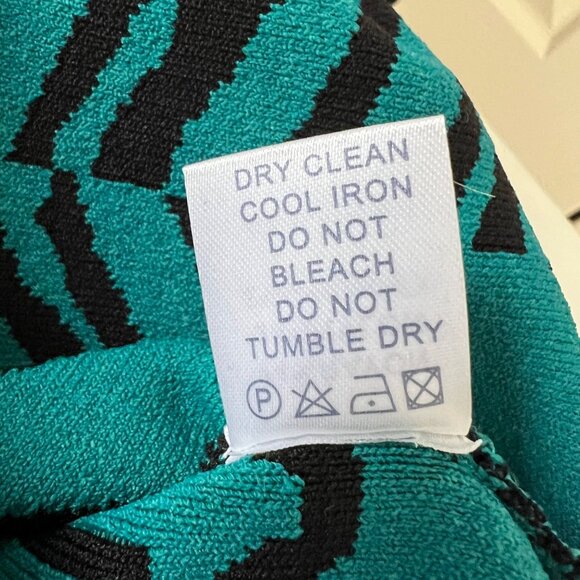 DRY CLEAN
COOL IRON
DO NOT
BLEACH
DO NOT
TUMBLE DRY
P